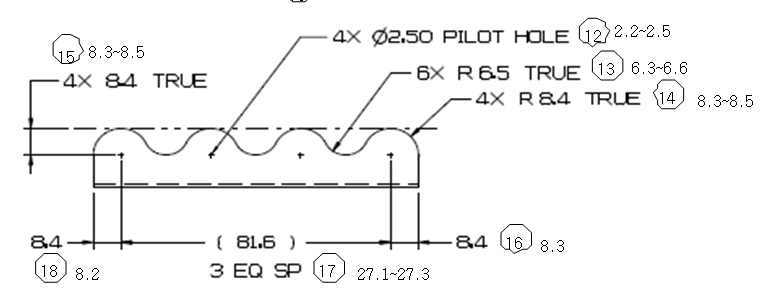 4X Ø2.50 PILOT HOLE 12 2.2~2.5
15 8.3~8.5
4X 8.4 TRUE
6X R 6.5 TRUE 13 6.3~6.6
4X R 8.4 TRUE 14 8.3~8.5
8.4 ( 81.6 ) 8.4 16 8.3
18 8.2 3 EQ SP 17 27.1~27.3